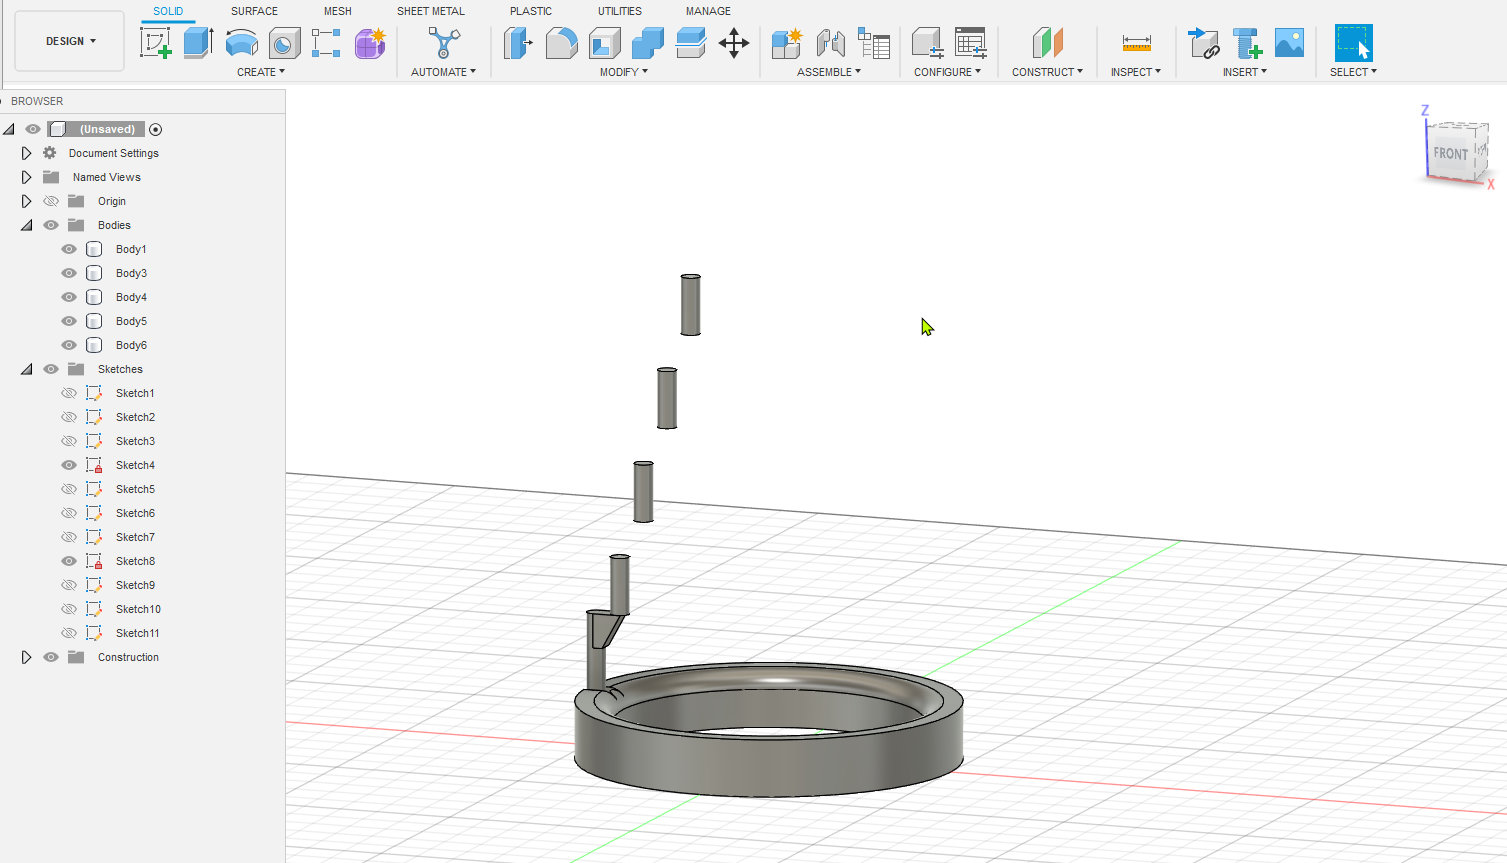 SOLID SURFACE MESH SHEET METAL PLASTIC UTILITIES MANAGE
DESIGN
CREATE AUTOMATE MODIFY ASSEMBLE CONFIGURE CONSTRUCT INSPECT INSERT SELECT
BROWSER
(Unsaved)
Document Settings
Named Views
Origin
Bodies
Body1
Body3
Body4
Body5
Body6
Sketches
Sketch1
Sketch2
Sketch3
Sketch4
Sketch5
Sketch6
Sketch7
Sketch8
Sketch9
Sketch10
Sketch11
Construction
Z
FRONT
X